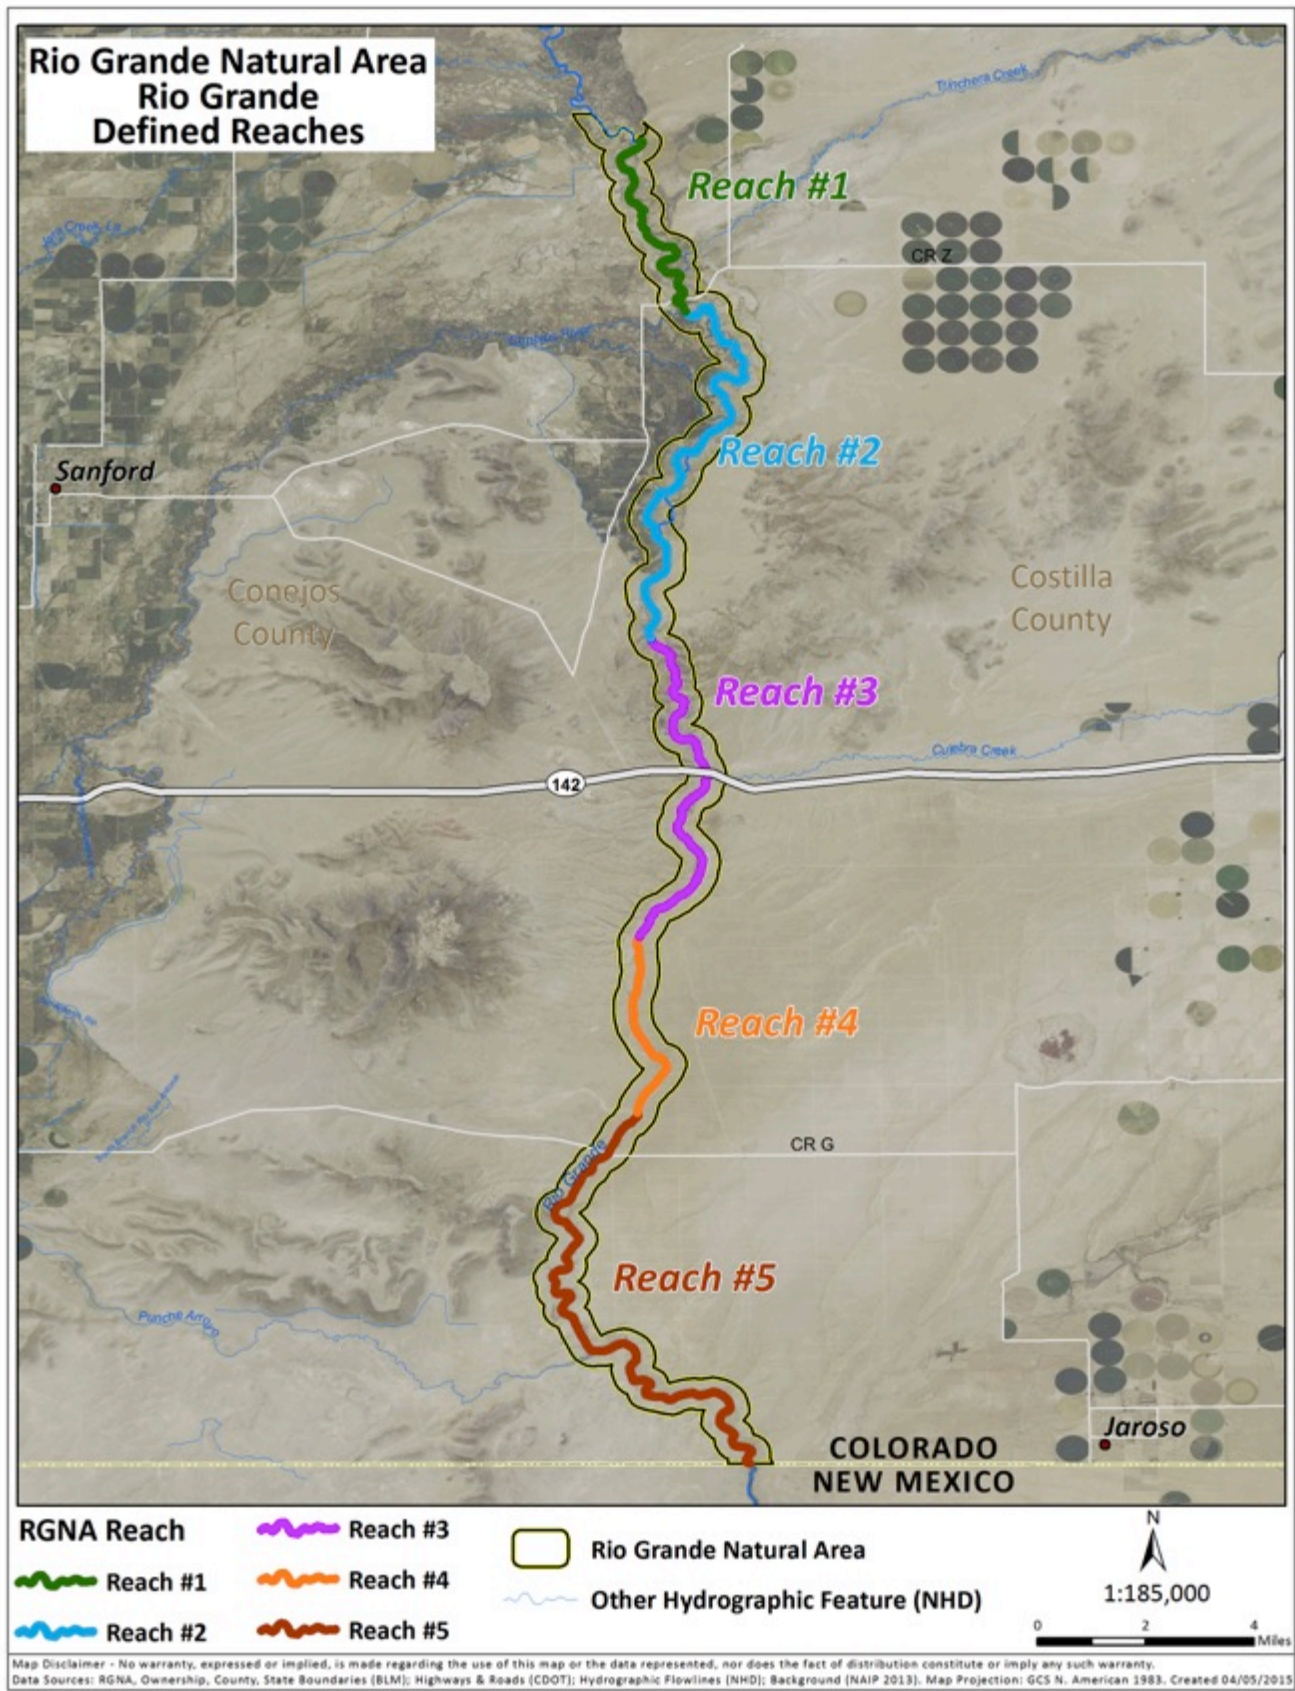 Rio Grande Natural Area
Rio Grande
Defined Reaches
Trinchera Creek
Reach #1
CR Z
Conejos River
Reach #2
Sanford
Conejos
County
Costilla
County
Reach #3
Culebra Creek
142
Reach #4
CR G
Rio Grande
Reach #5
Punche Arroyo
Jaroso
COLORADO
NEW MEXICO
RGNA Reach
Reach #1
Reach #2
Reach #3
Reach #4
Reach #5
Rio Grande Natural Area
Other Hydrographic Feature (NHD)
N
1:185,000
0 2 4
Miles
Map Disclaimer - No warranty, expressed or implied, is made regarding the use of this map or the data represented, nor does the fact of distribution constitute or imply any such warranty.
Data Sources: RGNA, Ownership, County, State Boundaries (BLM); Highways & Roads (CDOT); Hydrographic Flowlines (NHD); Background (NAIP 2013). Map Projection: GCS N. American 1983. Created 04/05/2015